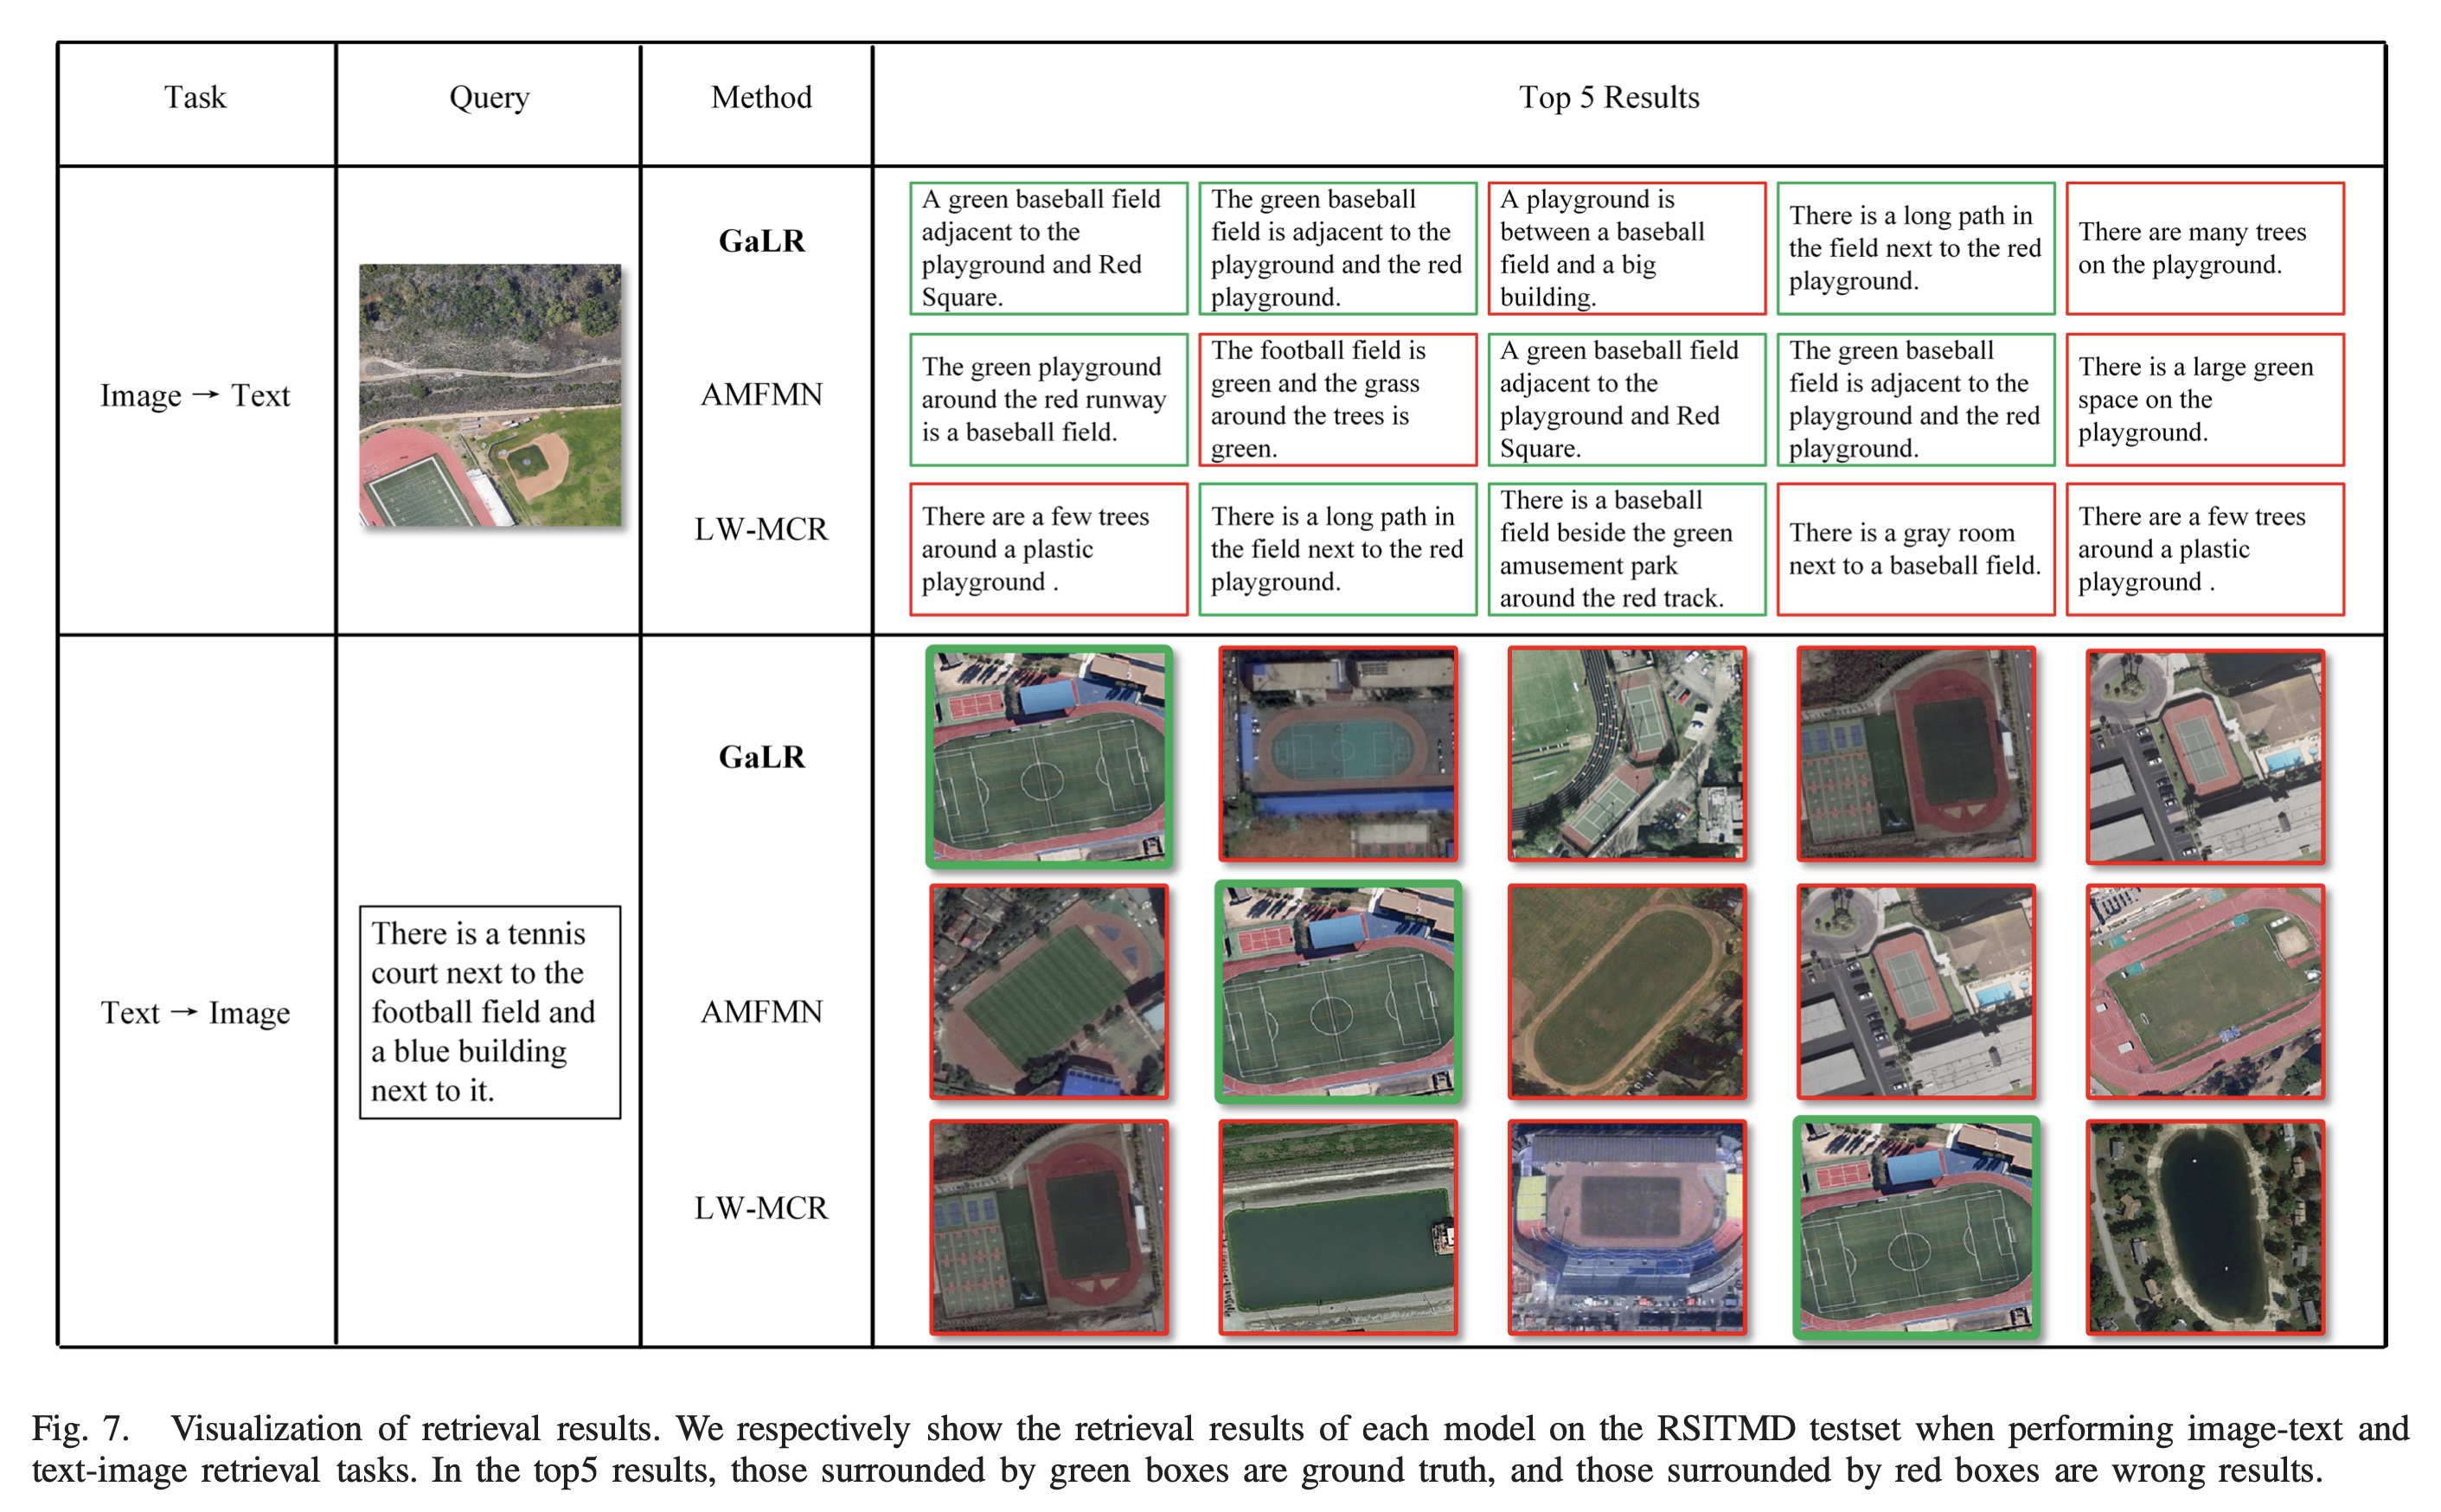 Task
Query
Method
Top 5 Results
Image → Text
GaLR
A green baseball field
adjacent to the
playground and Red
Square.
The green baseball
field is adjacent to the
playground and the red
playground.
A playground is
between a baseball
field and a big
building.
There is a long path in
the field next to the red
playground.
There are many trees
on the playground.
AMFMN
The green playground
around the red runway
is a baseball field.
The football field is
green and the grass
around the trees is
green.
A green baseball field
adjacent to the
playground and Red
Square.
The green baseball
field is adjacent to the
playground and the red
playground.
There is a large green
space on the
playground.
LW-MCR
There are a few trees
around a plastic
playground .
There is a long path in
the field next to the red
playground.
There is a baseball
field beside the green
amusement park
around the red track.
There is a gray room
next to a baseball field.
There are a few trees
around a plastic
playground .
Text → Image
There is a tennis
court next to the
football field and
a blue building
next to it.
GaLR
AMFMN
LW-MCR
Fig. 7. Visualization of retrieval results. We respectively show the retrieval results of each model on the RSITMD testset when performing image-text and
text-image retrieval tasks. In the top5 results, those surrounded by green boxes are ground truth, and those surrounded by red boxes are wrong results.